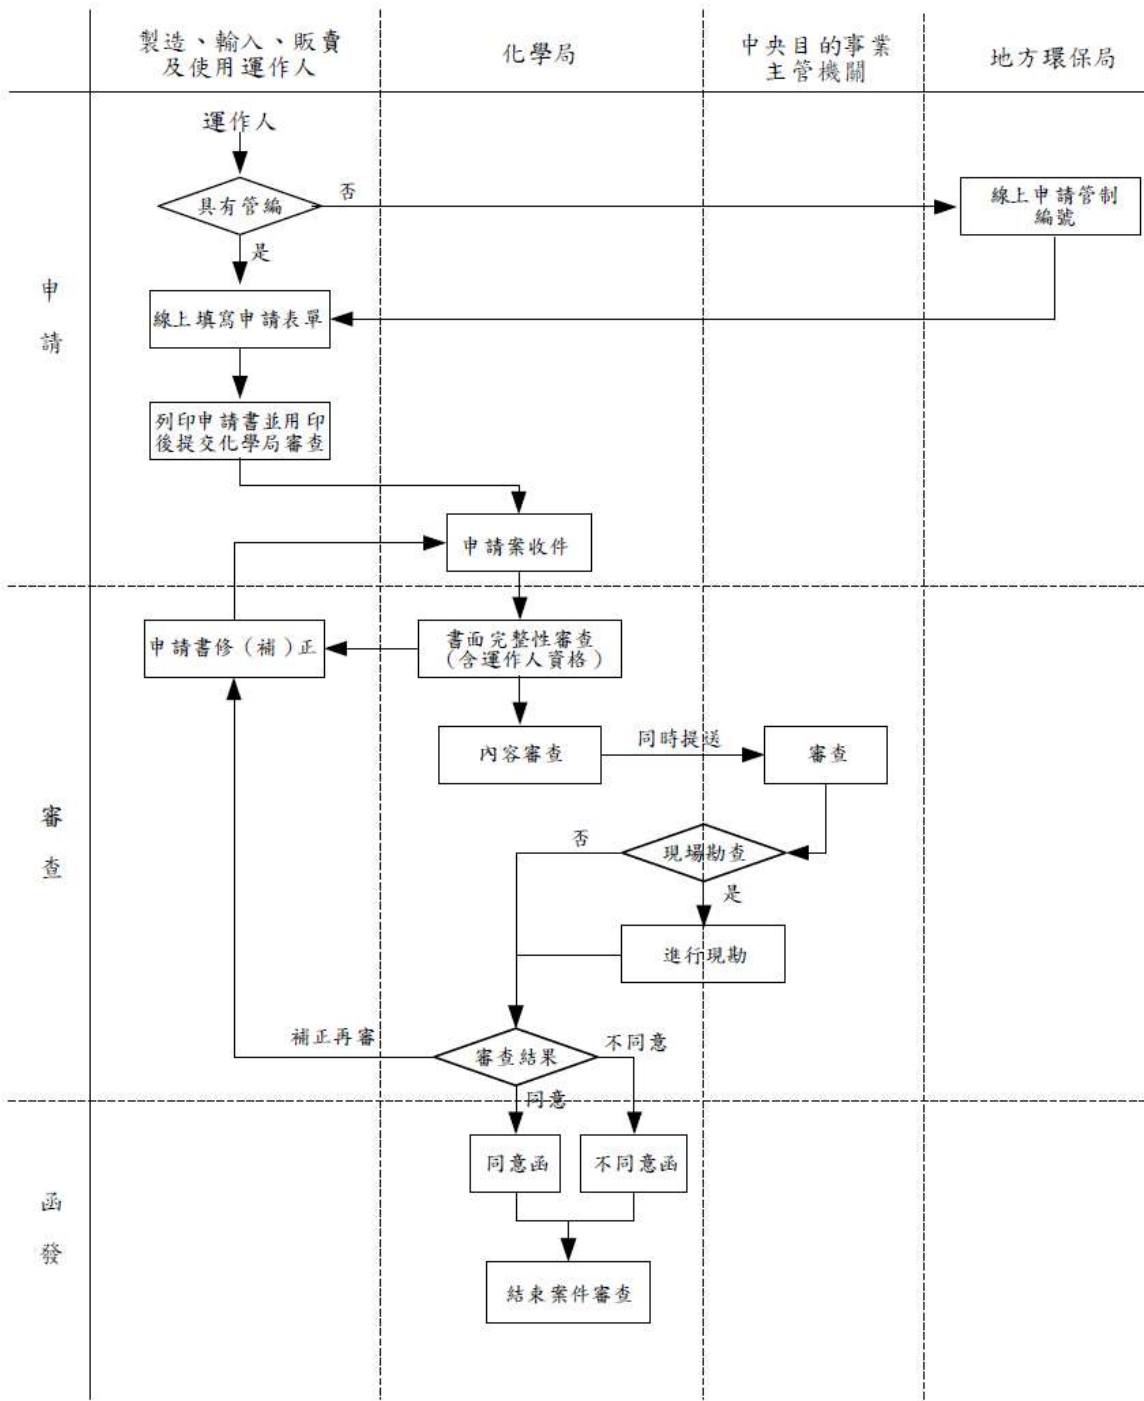 製造、輸入、販賣
及使用運作人
化學局
中央目的事業
主管機關
地方環保局
運作人
具有管編
否
線上申請管制
編號
是
申
請
線上填寫申請表單
列印申請書並用印
後提交化學局審查
申請案收件
申請書修（補）正
書面完整性審查
（含運作人資格）
內容審查
同時提送
審查
審
查
否
現場勘查
是
進行現勘
補正再審
審查結果
不同意
同意
同意函
不同意函
函
發
結束案件審查